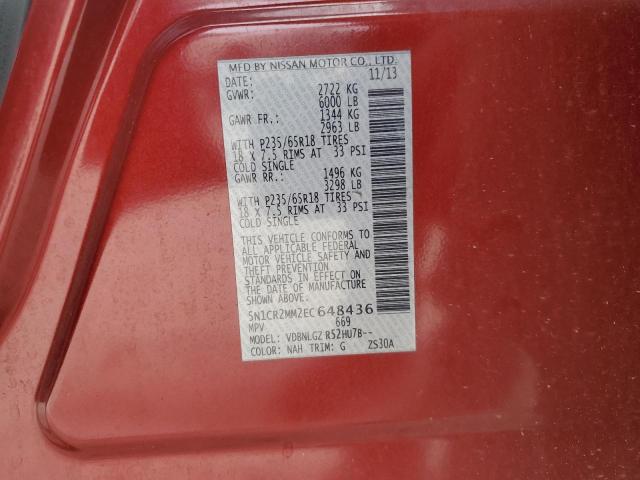 MFD BY NISSAN MOTOR CO., LTD.
DATE: 11/13
GVWR: 2722 KG
6000 LB
GAWR FR.: 1344 KG
2963 LB
WITH P235/65R18 TIRES
18 X 7.5 RIMS AT 33 PSI
COLD SINGLE
GAWR RR.: 1496 KG
3298 LB
WITH P235/65R18 TIRES
18 X 7.5 RIMS AT 33 PSI
COLD SINGLE
THIS VEHICLE CONFORMS TO
ALL APPLICABLE FEDERAL
MOTOR VEHICLE SAFETY AND
THEFT PREVENTION
STANDARDS IN EFFECT ON
THE DATE OF MANUFACTURE
SHOWN ABOVE.
5N1CR2MM2EC648436
MPV 669
MODEL: VDBNLGZ R52HU7B--
COLOR: NAH TRIM: G ZS30A